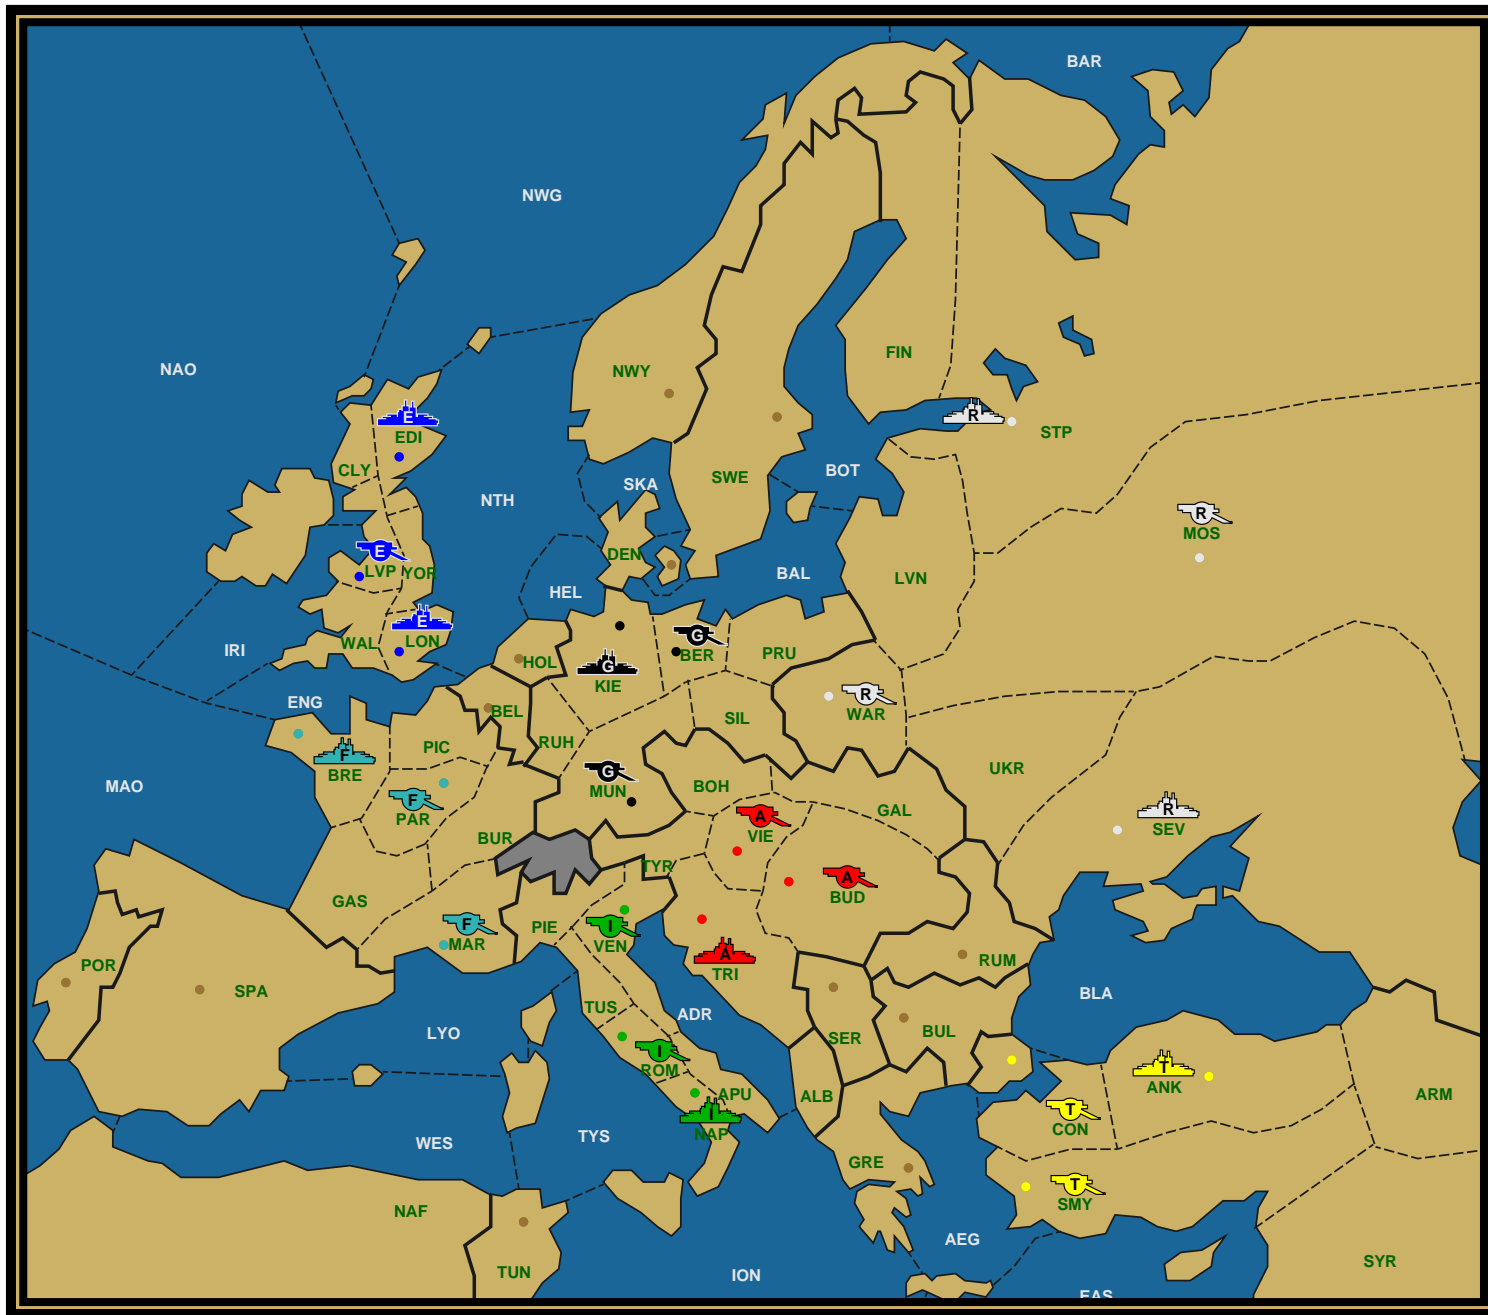 BAR
NWG
NAO
FIN
NWY
E
EDI
R
STP
CLY
SKA
BOT
SWE
NTH
R
MOS
E
LVP
YOR
DEN
BAL
LVN
HEL
E
LON
WAL
IRI
HOL
G
KIE
G
BER
PRU
R
WAR
ENG
BEL
SIL
PIC
RUH
F
BRE
G
MUN
BOH
UKR
MAO
F
PAR
GAL
R
SEV
A
VIE
BUR
TYR
A
BUD
GAS
F
MAR
PIE
I
VEN
POR
SPA
A
TRI
RUM
BLA
TUS
ADR
LYO
SER
BUL
I
ROM
T
ANK
APU
ALB
ARM
I
NAP
T
CON
WES
TYS
GRE
T
SMY
NAF
AEG
SYR
TUN
ION
EAS